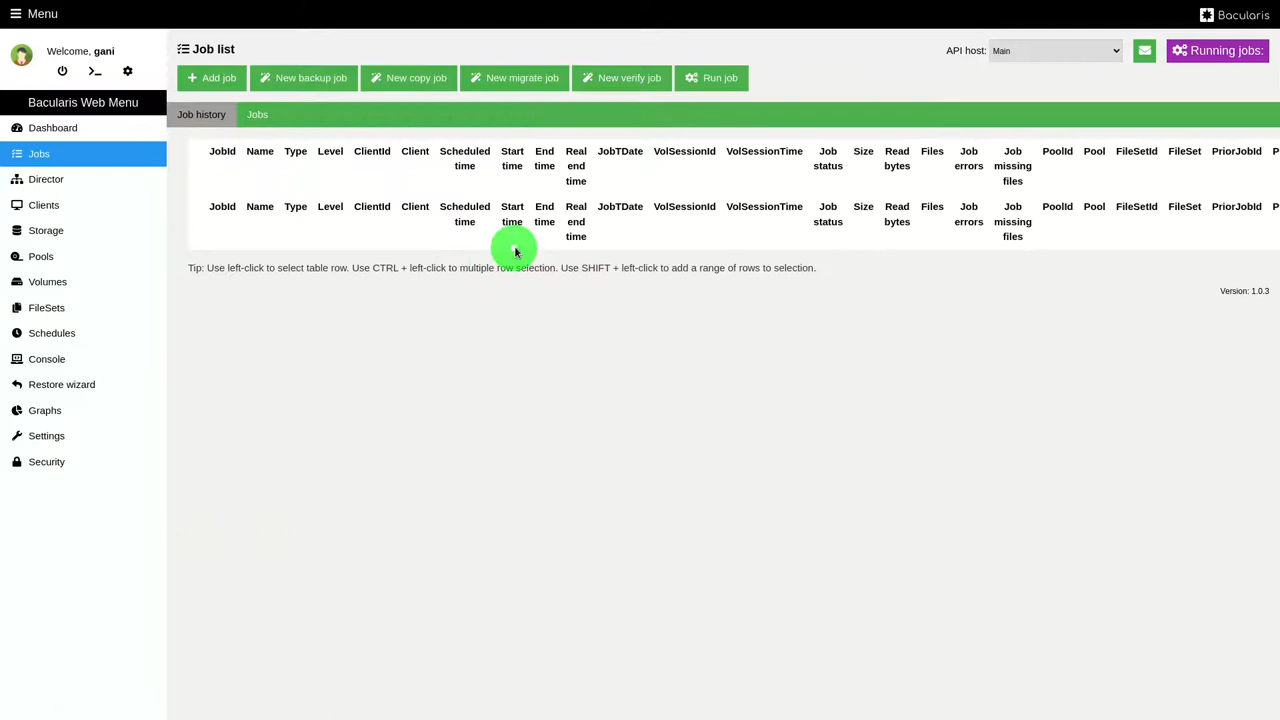 Menu
Bacularis
Welcome, gani
Bacularis Web Menu
Dashboard
Jobs
Director
Clients
Storage
Pools
Volumes
FileSets
Schedules
Console
Restore wizard
Graphs
Settings
Security
Job list
API host: Main
Running jobs:
Add job New backup job New copy job New migrate job New verify job Run job
Job history Jobs
JobId Name Type Level ClientId Client Scheduled time Start time End time Real end time JobTDate VolSessionId VolSessionTime Job status Size Read bytes Files Job errors Job missing files PoolId Pool FileSetId FileSet PriorJobId P
JobId Name Type Level ClientId Client Scheduled time Start time End time Real end time JobTDate VolSessionId VolSessionTime Job status Size Read bytes Files Job errors Job missing files PoolId Pool FileSetId FileSet PriorJobId P
Tip: Use left-click to select table row. Use CTRL + left-click to multiple row selection. Use SHIFT + left-click to add a range of rows to selection.
Version: 1.0.3